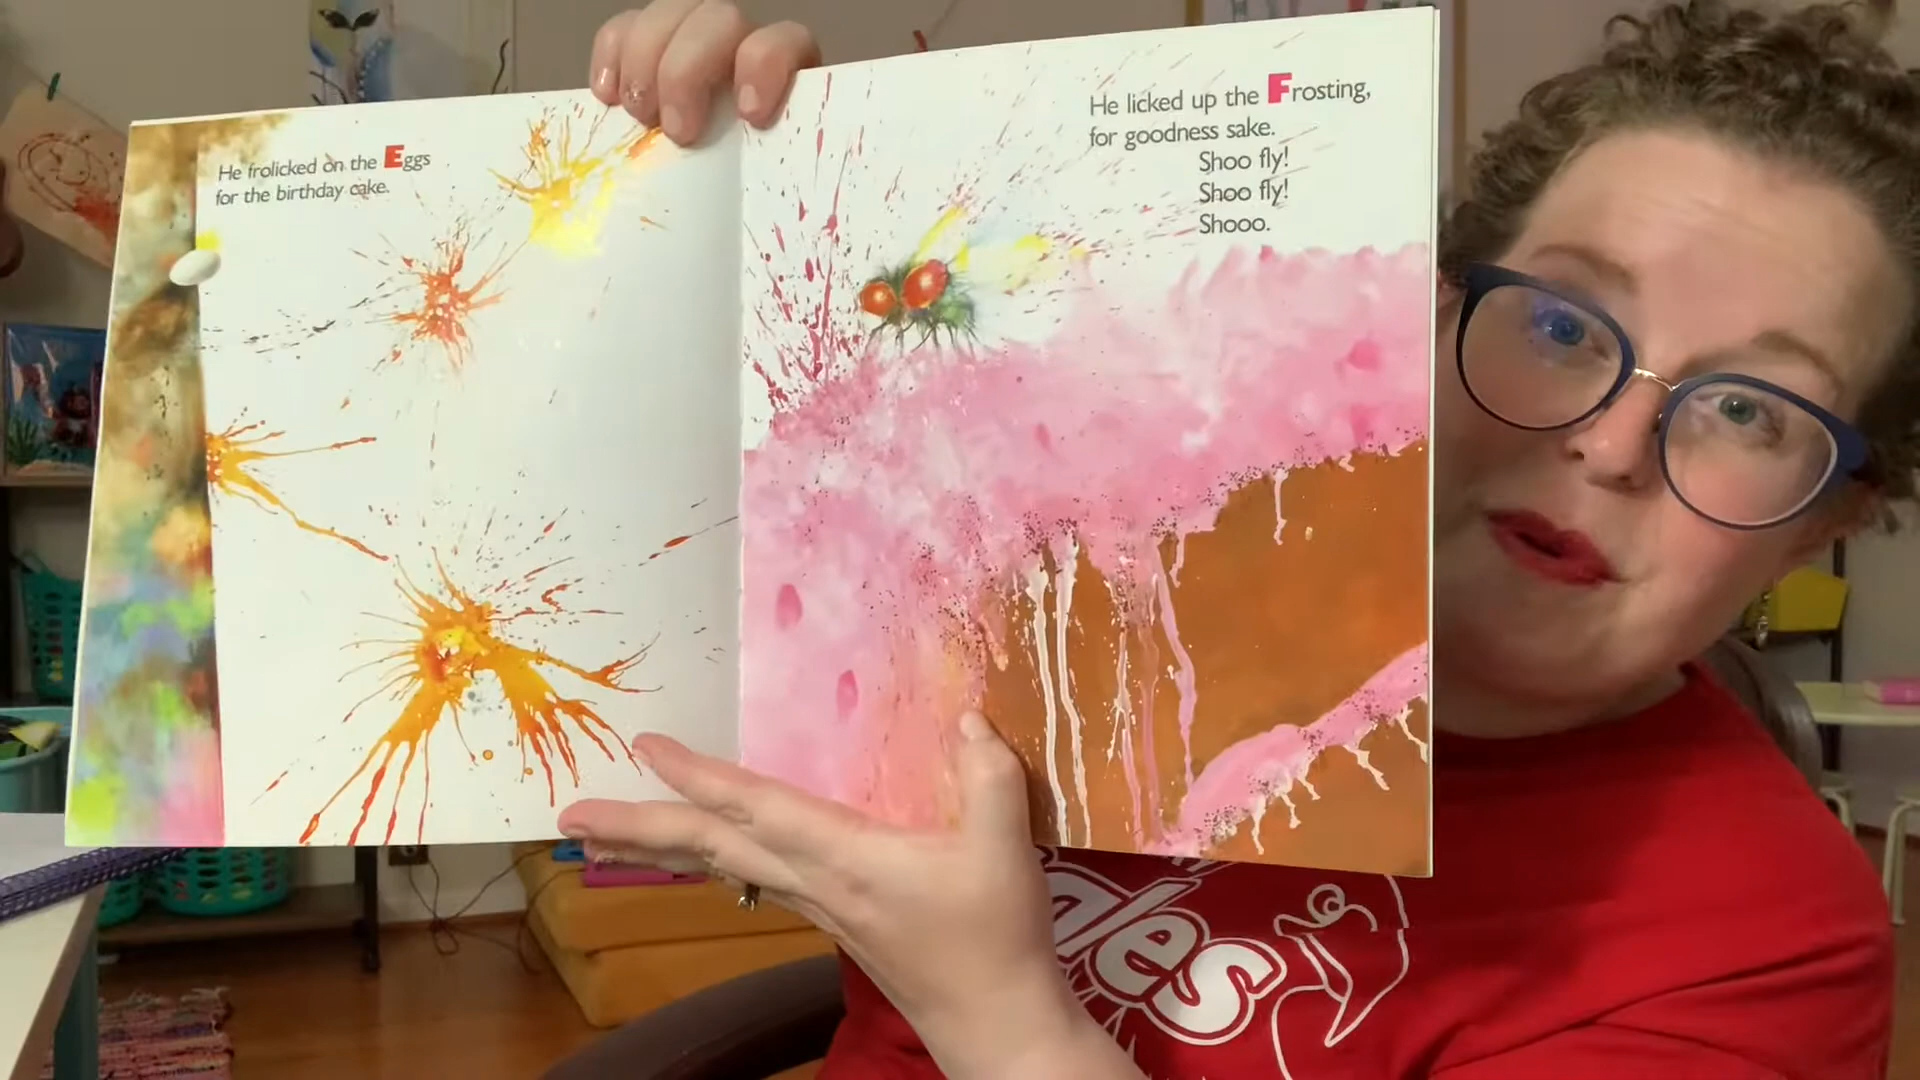 He frolicked on the Eggs
for the birthday cake.
He licked up the Frosting,
for goodness sake.
Shoo fly!
Shoo fly!
Shooo.